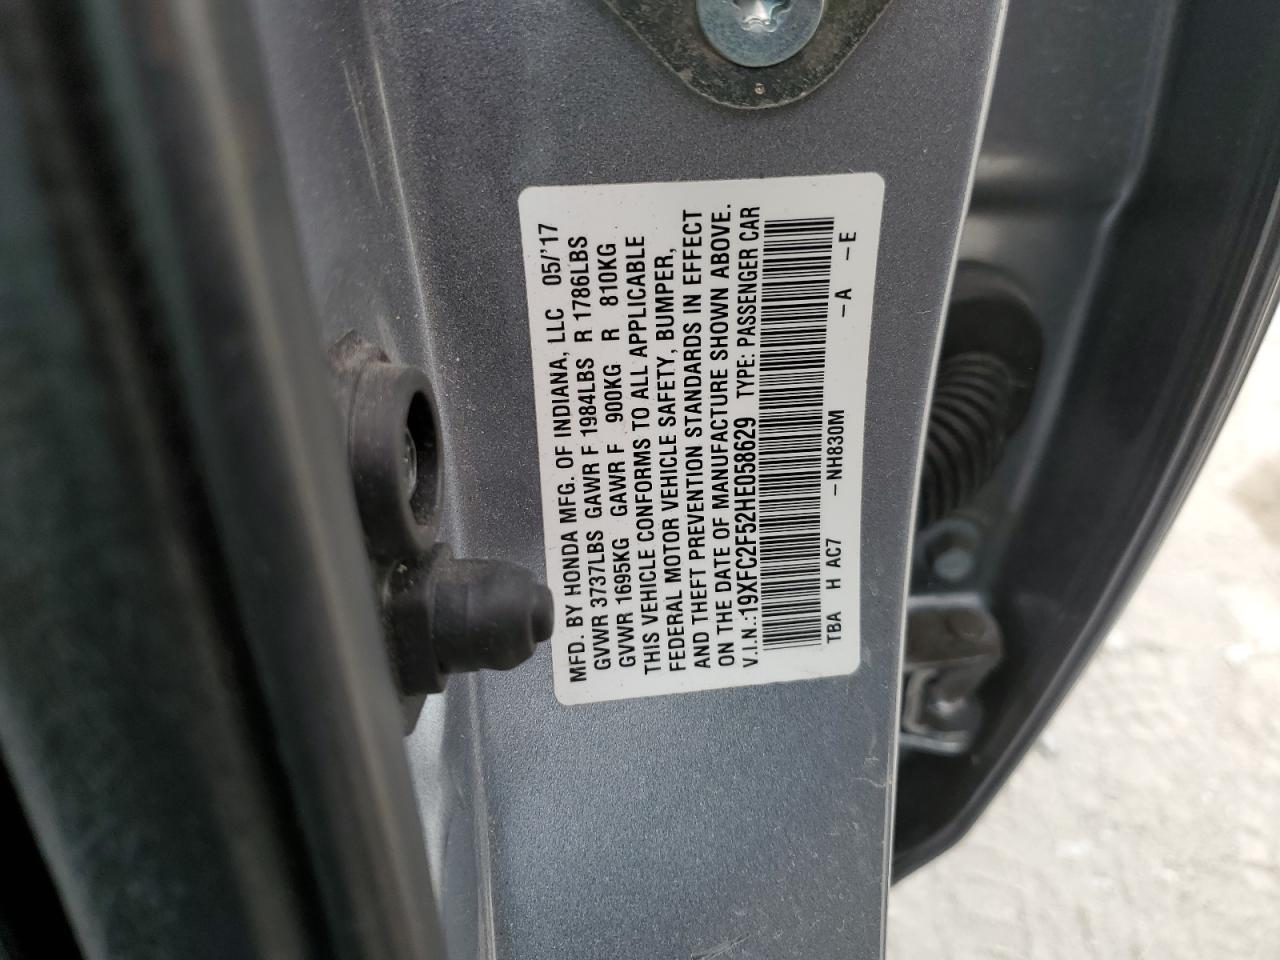 MFD. BY HONDA MFG. OF INDIANA, LLC 05/'17
GVWR 3737LBS GAWR F 1984LBS R 1786LBS
GVWR 1695KG GAWR F 900KG R 810KG
THIS VEHICLE CONFORMS TO ALL APPLICABLE
FEDERAL MOTOR VEHICLE SAFETY, BUMPER,
AND THEFT PREVENTION STANDARDS IN EFFECT
ON THE DATE OF MANUFACTURE SHOWN ABOVE.
V.I.N.:19XFC2F52HE058629 TYPE: PASSENGER CAR
TBA H AC7 -NH830M -A -E